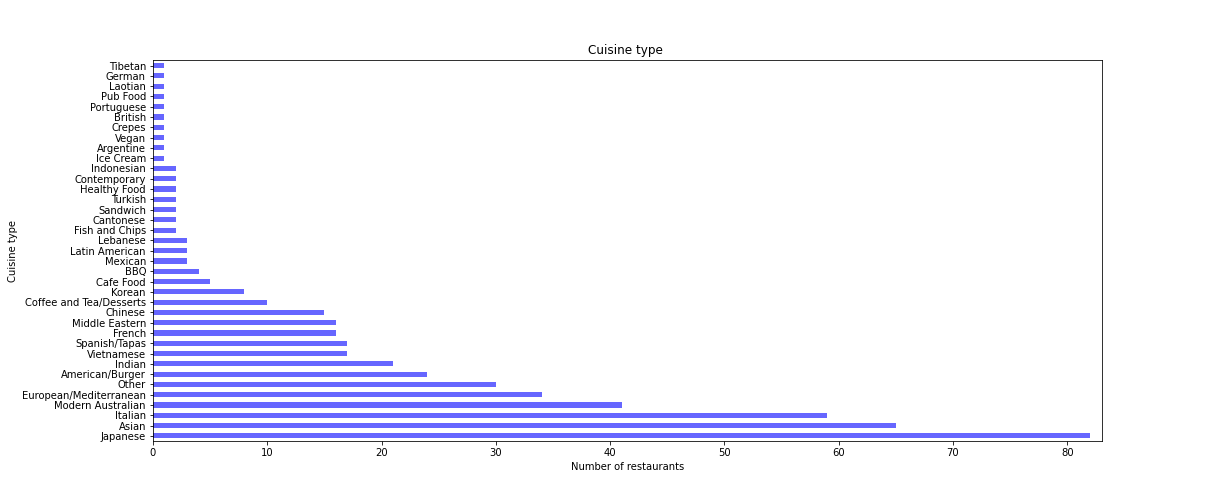 Cuisine type
Tibetan
German
Laotian
Pub Food
Portuguese
British
Crepes
Vegan
Argentine
Ice Cream
Indonesian
Contemporary
Healthy Food
Turkish
Sandwich
Cantonese
Fish and Chips
Lebanese
Latin American
Mexican
BBQ
Cafe Food
Korean
Coffee and Tea/Desserts
Chinese
Middle Eastern
French
Spanish/Tapas
Vietnamese
Indian
American/Burger
Other
European/Mediterranean
Modern Australian
Italian
Asian
Japanese
Cuisine type
0 10 20 30 40 50 60 70 80
Number of restaurants